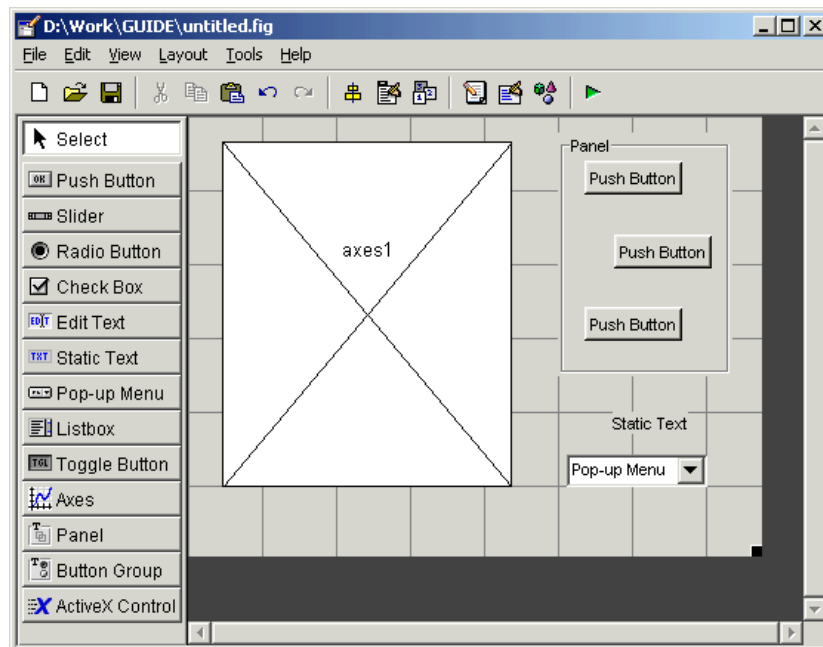 D:\Work\GUIDE\untitled.fig
File Edit View Layout Tools Help
Select
Push Button
Slider
Radio Button
Check Box
Edit Text
Static Text
Pop-up Menu
Listbox
Toggle Button
Axes
Panel
Button Group
ActiveX Control
axes1
Panel
Push Button
Push Button
Push Button
Static Text
Pop-up Menu